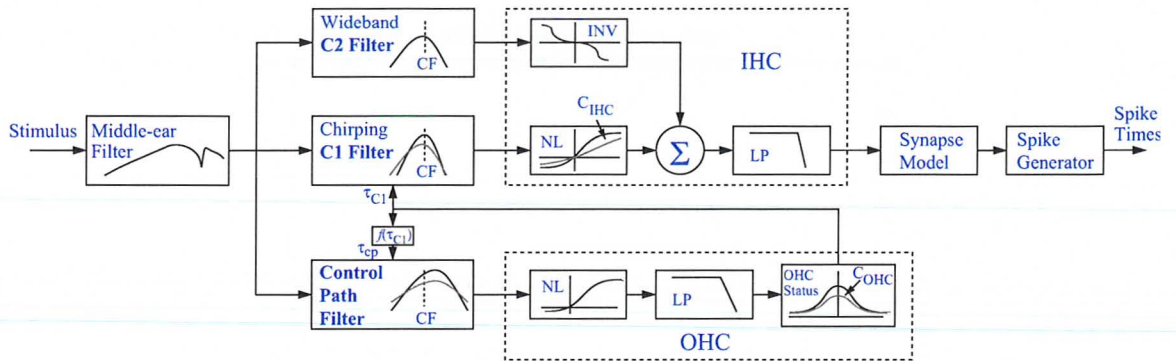 Wideband
C2 Filter
CF
INV
IHC
Stimulus
Middle-ear
Filter
Chirping
C1 Filter
CF
NL
C_IHC
Σ
LP
Synapse
Model
Spike
Generator
Spike
Times
τ_C1
f(τ_C1)
τ_cp
Control
Path
Filter
CF
NL
LP
OHC
Status
C_OHC
OHC